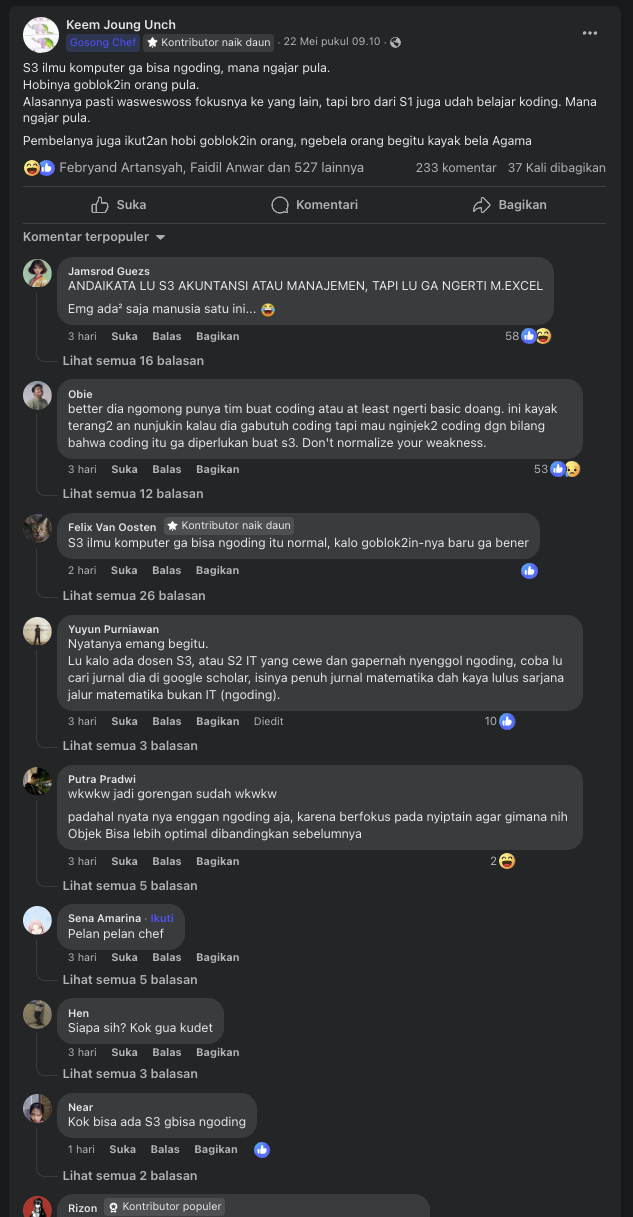 Keem Joung Unch
Gosong Chef Kontributor naik daun · 22 Mei pukul 09.10 ·
S3 ilmu komputer ga bisa ngoding, mana ngajar pula.
Hobinya goblok2in orang pula.
Alasannya pasti wasweswoss fokusnya ke yang lain, tapi bro dari S1 juga udah belajar koding. Mana
ngajar pula.
Pembelanya juga ikut2an hobi goblok2in orang, ngebela orang begitu kayak bela Agama
Febryand Artansyah, Faidil Anwar dan 527 lainnya 233 komentar 37 Kali dibagikan
Suka Komentari Bagikan
Komentar terpopuler
Jamsrod Guezs
ANDAIKATA LU S3 AKUNTANSI ATAU MANAJEMEN, TAPI LU GA NGERTI M.EXCEL
Emg ada² saja manusia satu ini... 😂
3 hari Suka Balas Bagikan 58
Lihat semua 16 balasan
Obie
better dia ngomong punya tim buat coding atau at least ngerti basic doang. ini kayak
terang2 an nunjukin kalau dia gabutuh coding tapi mau nginjek2 coding dgn bilang
bahwa coding itu ga diperlukan buat s3. Don't normalize your weakness.
3 hari Suka Balas Bagikan 53
Lihat semua 12 balasan
Felix Van Oosten Kontributor naik daun
S3 ilmu komputer ga bisa ngoding itu normal, kalo goblok2in-nya baru ga bener
2 hari Suka Balas Bagikan
Lihat semua 26 balasan
Yuyun Purniawan
Nyatanya emang begitu.
Lu kalo ada dosen S3, atau S2 IT yang cewe dan gapernah nyenggol ngoding, coba lu
cari jurnal dia di google scholar, isinya penuh jurnal matematika dah kaya lulus sarjana
jalur matematika bukan IT (ngoding).
3 hari Suka Balas Bagikan Diedit 10
Lihat semua 3 balasan
Putra Pradwi
wkwkw jadi gorengan sudah wkwkw
padahal nyata nya enggan ngoding aja, karena berfokus pada nyiptain agar gimana nih
Objek Bisa lebih optimal dibandingkan sebelumnya
3 hari Suka Balas Bagikan 2
Lihat semua 5 balasan
Sena Amarina · Ikuti
Pelan pelan chef
3 hari Suka Balas Bagikan
Lihat semua 5 balasan
Hen
Siapa sih? Kok gua kudet
3 hari Suka Balas Bagikan
Lihat semua 3 balasan
Near
Kok bisa ada S3 gbisa ngoding
1 hari Suka Balas Bagikan
Lihat semua 2 balasan
Rizon Kontributor populer